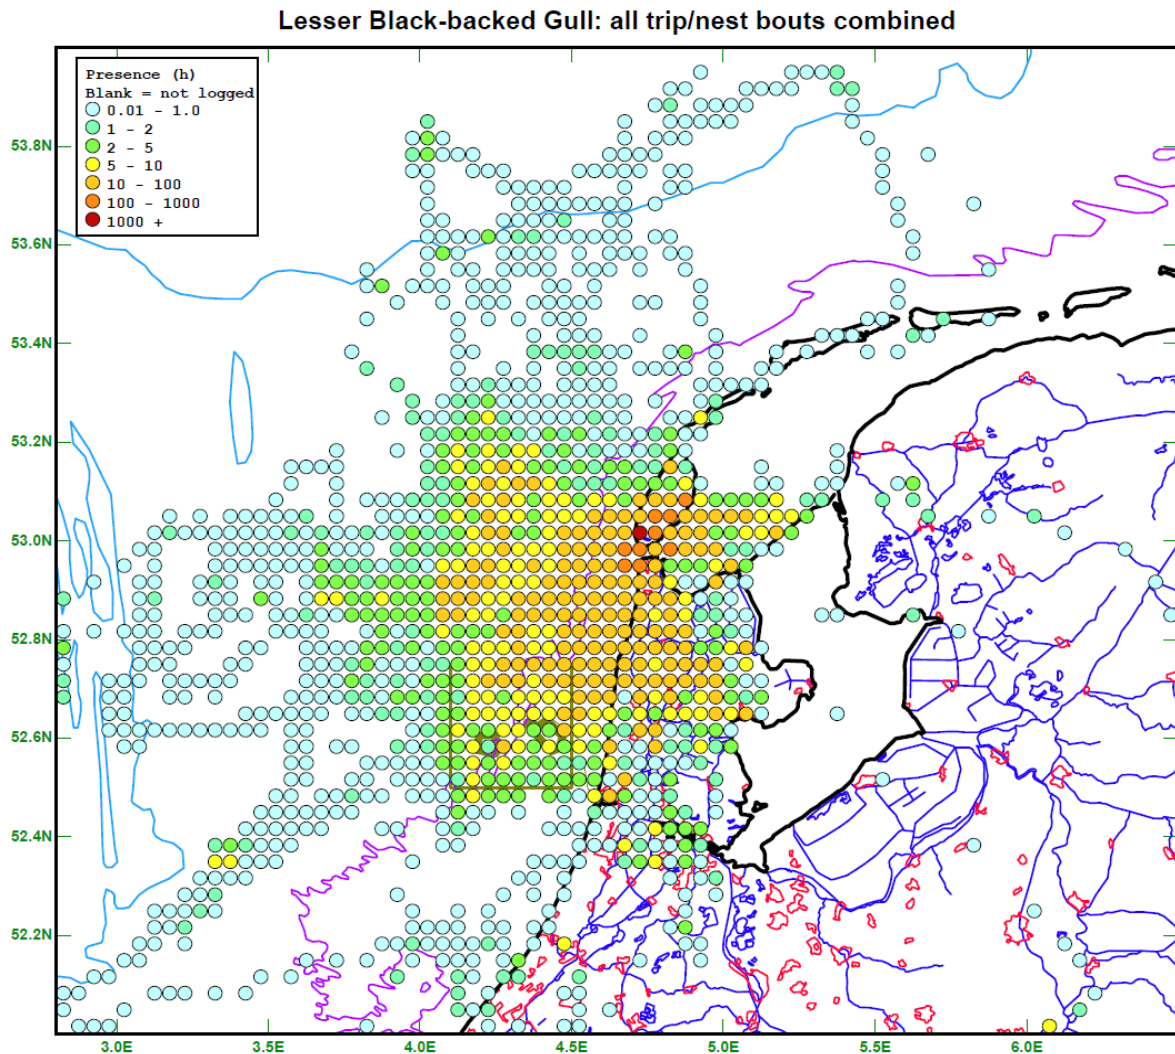 Lesser Black-backed Gull: all trip/nest bouts combined
Presence (h)
Blank = not logged
0.01 - 1.0
1 - 2
2 - 5
5 - 10
10 - 100
100 - 1000
1000 +
53.8N
53.6N
53.4N
53.2N
53.0N
52.8N
52.6N
52.4N
52.2N
3.0E
3.5E
4.0E
4.5E
5.0E
5.5E
6.0E